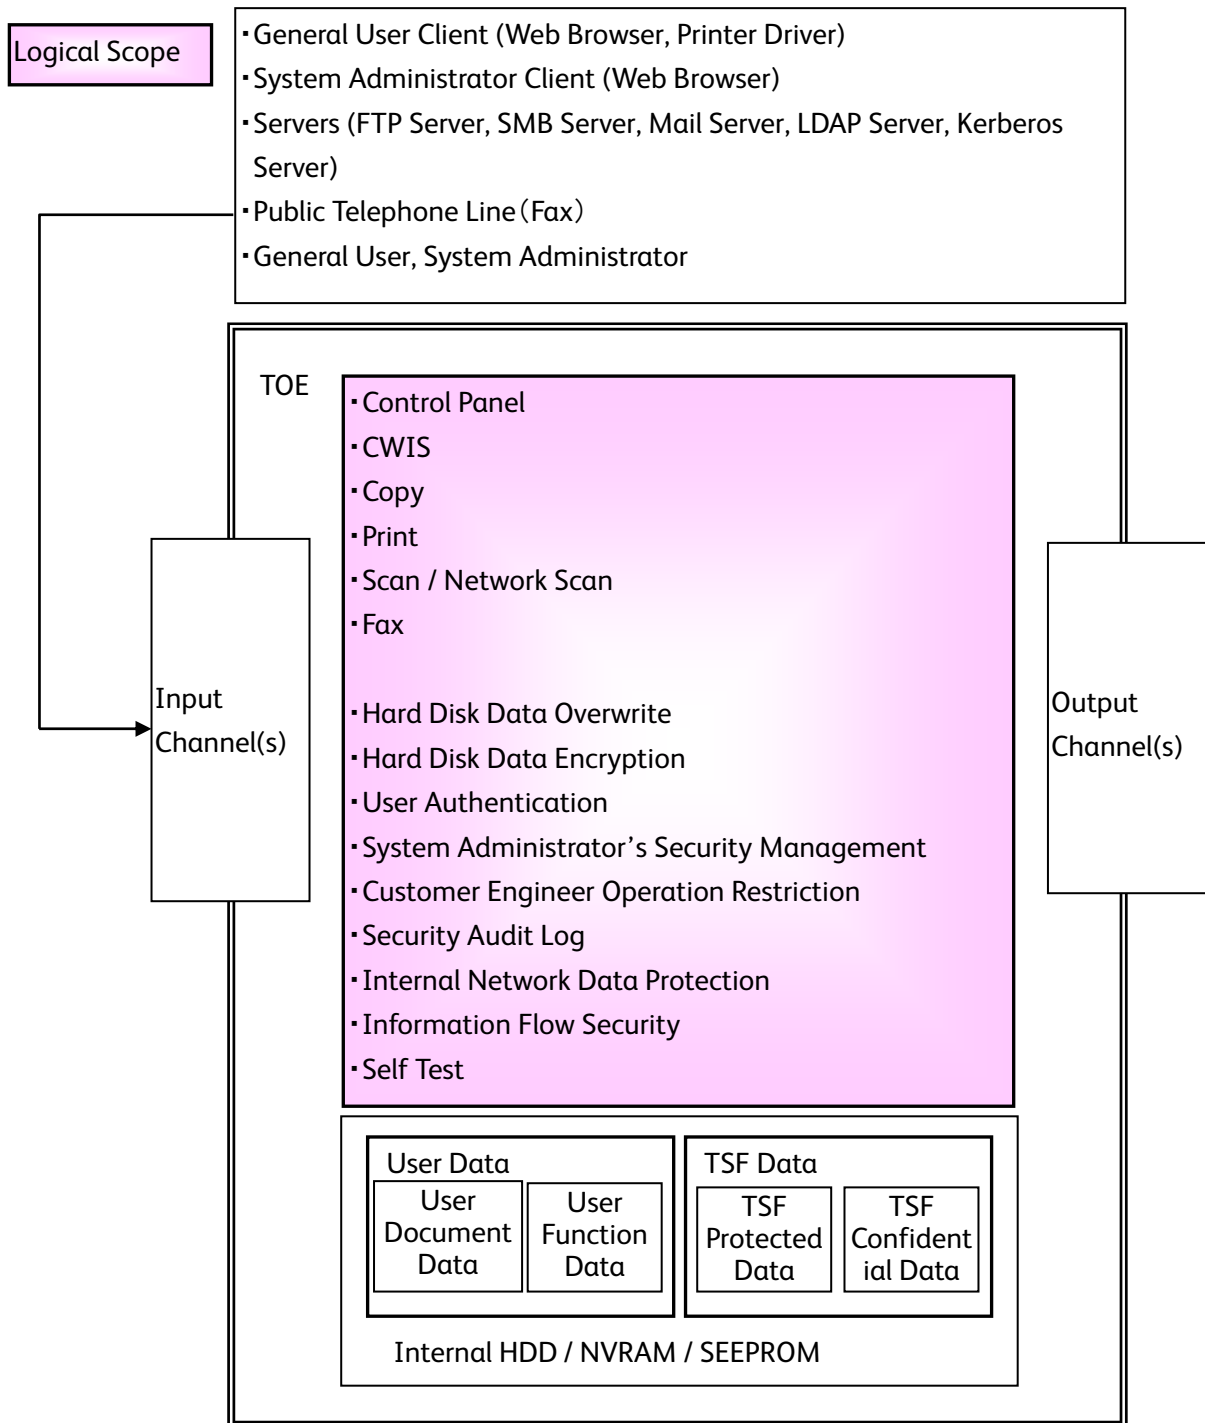 Logical Scope
･General User Client (Web Browser, Printer Driver)
･System Administrator Client (Web Browser)
･Servers (FTP Server, SMB Server, Mail Server, LDAP Server, Kerberos
Server)
･Public Telephone Line（Fax）
･General User, System Administrator
TOE
･Control Panel
･CWIS
･Copy
･Print
･Scan / Network Scan
･Fax
･Hard Disk Data Overwrite
･Hard Disk Data Encryption
･User Authentication
･System Administrator’s Security Management
･Customer Engineer Operation Restriction
･Security Audit Log
･Internal Network Data Protection
･Information Flow Security
･Self Test
Input
Channel(s)
Output
Channel(s)
User Data
User
Document
Data
User
Function
Data
TSF Data
TSF
Protected
Data
TSF
Confident
ial Data
Internal HDD / NVRAM / SEEPROM